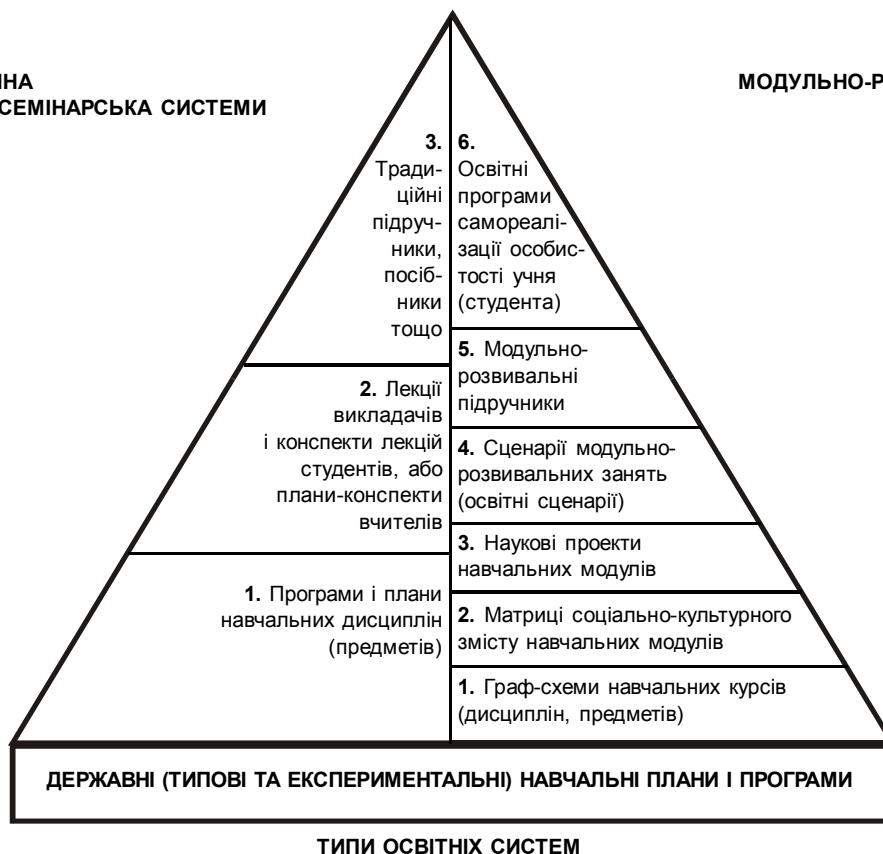 ЙНА
СЕМІНАРСЬКА СИСТЕМИ
МОДУЛЬНО-Р
3.
Тради-
ційні
підруч-
ники,
посіб-
ники
тощо
2. Лекції
викладачів
і конспекти лекцій
студентів, або
плани-конспекти
вчителів
1. Програми і плани
навчальних дисциплін
(предметів)
6.
Освітні
програми
самореалі-
зації особис-
тості учня
(студента)
5. Модульно-
розвивальні
підручники
4. Сценарії модульно-
розвивальних занять
(освітні сценарії)
3. Наукові проекти
навчальних модулів
2. Матриці соціально-культурного
змісту навчальних модулів
1. Граф-схеми навчальних курсів
(дисциплін, предметів)
ДЕРЖАВНІ (ТИПОВІ ТА ЕКСПЕРИМЕНТАЛЬНІ) НАВЧАЛЬНІ ПЛАНИ І ПРОГРАМИ
ТИПИ ОСВІТНІХ СИСТЕМ